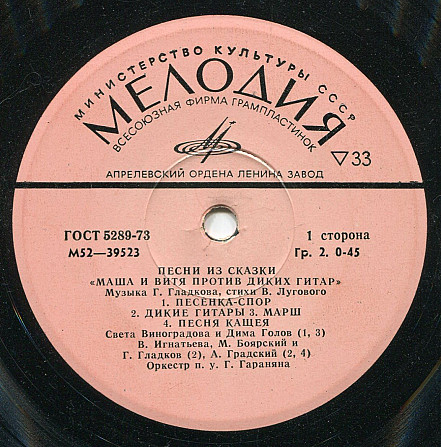 МИНИСТЕРСТВО КУЛЬТУРЫ СССР
МЕЛОДИЯ
ВСЕСОЮЗНАЯ ФИРМА ГРАМПЛАСТИНОК
▽33
АПРЕЛЕВСКИЙ ОРДЕНА ЛЕНИНА ЗАВОД
ГОСТ 5289-73
1 сторона
М52—39523
Гр. 2. 0-45
ПЕСНИ ИЗ СКАЗКИ
«МАША И ВИТЯ ПРОТИВ ДИКИХ ГИТАР»
Музыка Г. Гладкова, стихи В. Лугового
1. ПЕСЕНКА-СПОР
2. ДИКИЕ ГИТАРЫ 3. МАРШ
4. ПЕСНЯ КАЩЕЯ
Света Виноградова и Дима Голов (1, 3)
В. Игнатьева, М. Боярский и
Г. Гладков (2), А. Градский (2, 4)
Оркестр п. у. Г. Гараняна